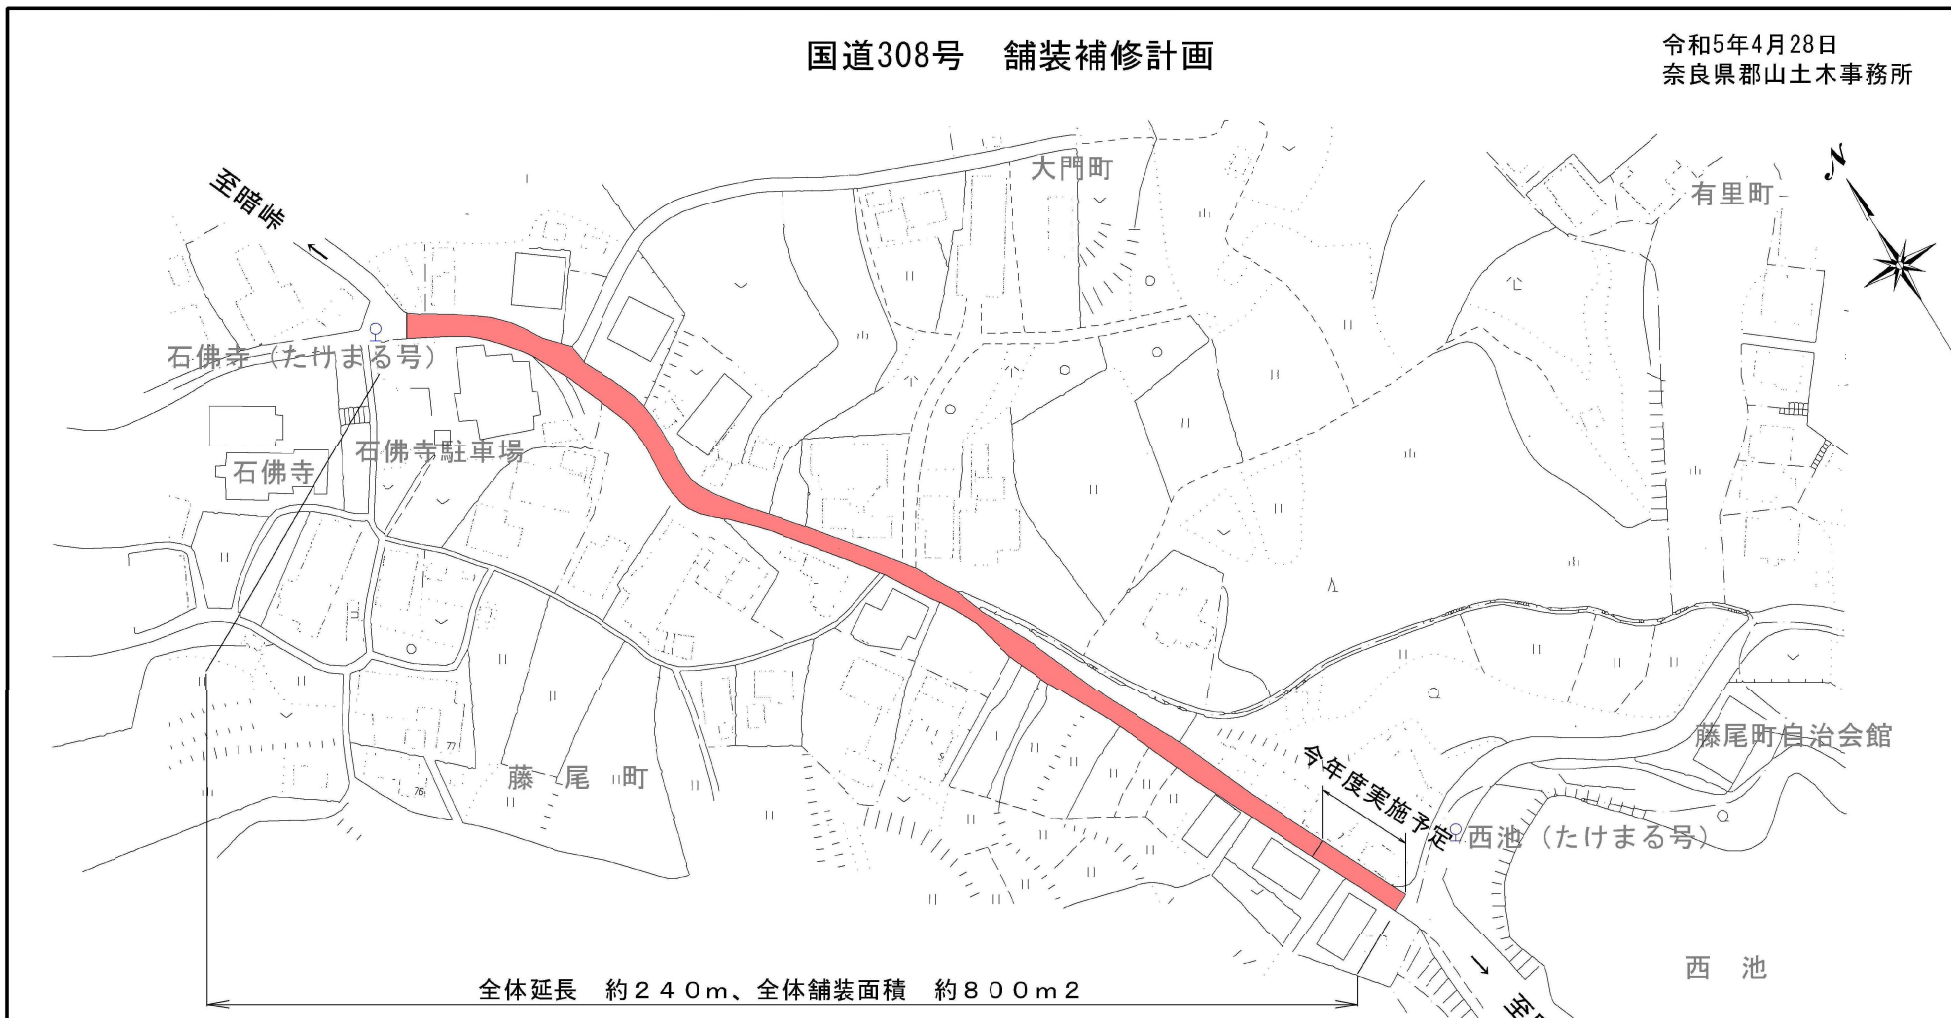 国道308号　舗装補修計画
令和5年4月28日
奈良県郡山土木事務所
至暗峠
大門町
有里町
N
石佛寺（たけまる号）
石佛寺駐車場
石佛寺
藤尾町自治会館
藤　尾　町
77
76
今年度実施予定
西池（たけまる号）
西　池
全体延長　約２４０ｍ、全体舗装面積　約８００ｍ２